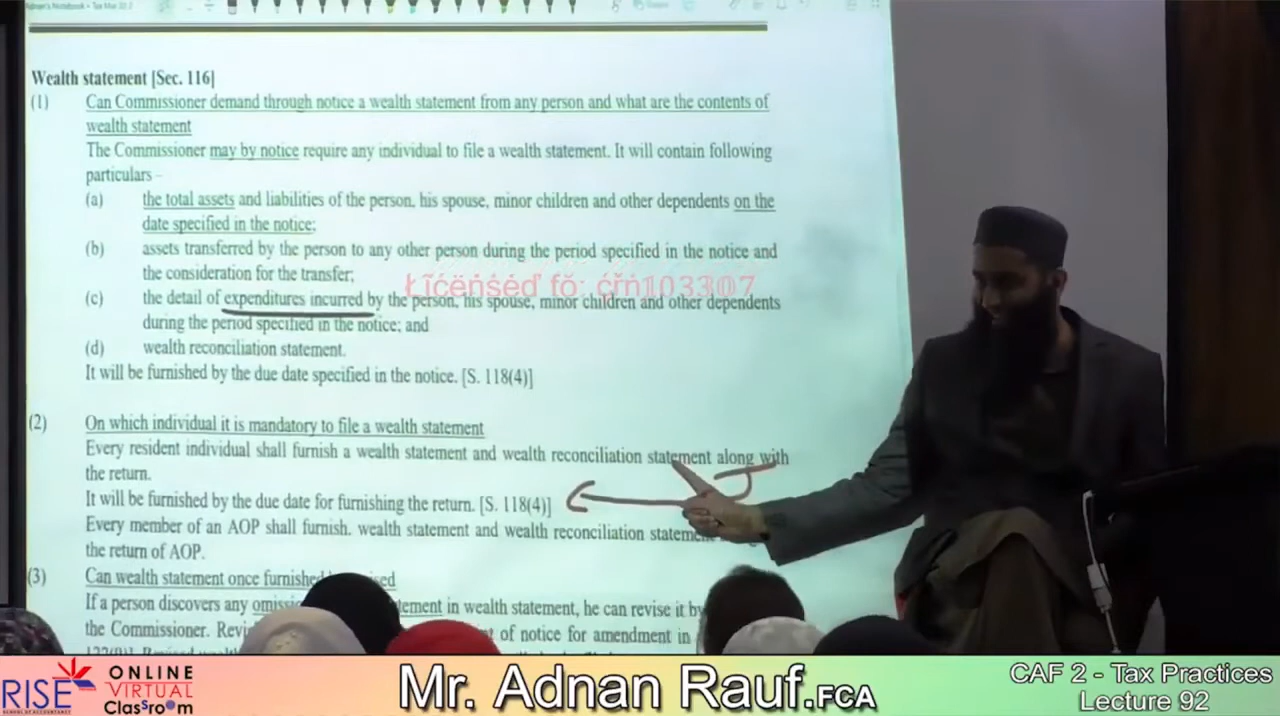 Adnan's Notebook - Tax
Wealth statement [Sec. 116]
(1) Can Commissioner demand through notice a wealth statement from any person and what are the contents of
wealth statement
The Commissioner may by notice require any individual to file a wealth statement. It will contain following
particulars –
(a) the total assets and liabilities of the person, his spouse, minor children and other dependents on the
date specified in the notice;
(b) assets transferred by the person to any other person during the period specified in the notice and
the consideration for the transfer;
Łĩćëńšėď fŏ: ćřń103307
(c) the detail of expenditures incurred by the person, his spouse, minor children and other dependents
during the period specified in the notice; and
(d) wealth reconciliation statement.
It will be furnished by the due date specified in the notice. [S. 118(4)]
(2) On which individual it is mandatory to file a wealth statement
Every resident individual shall furnish a wealth statement and wealth reconciliation statement along with
the return.
It will be furnished by the due date for furnishing the return. [S. 118(4)]
Every member of an AOP shall furnish. wealth statement and wealth reconciliation
the return of AOP.
(3) Can wealth statement once furnished
If a person discovers any in wealth statement, he can revise it by
the Commissioner. of notice for amendment in
RISE
SCHOOL OF ACCOUNTANCY
ONLINE
VIRTUAL
Classroom
Mr. Adnan Rauf.FCA
CAF 2 - Tax Practices
Lecture 92